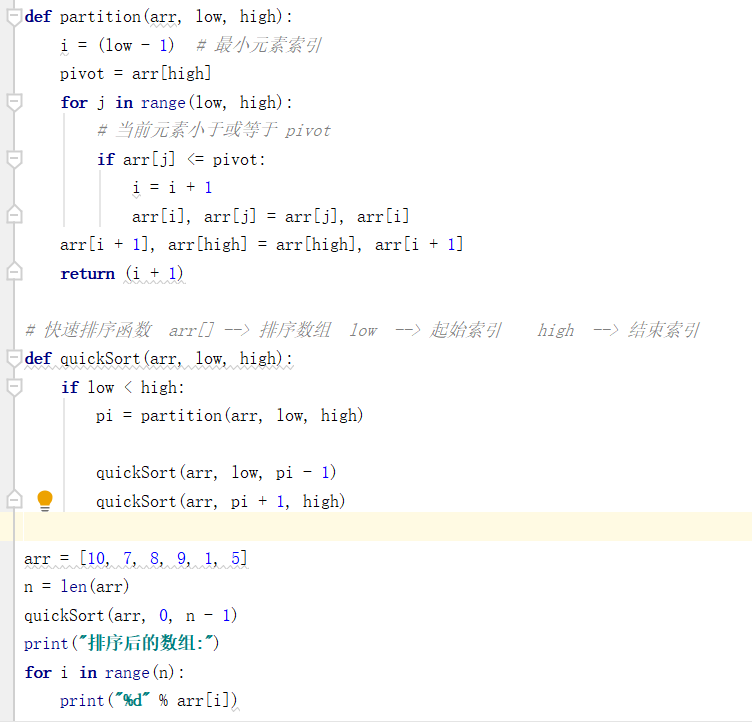 def partition(arr, low, high):
    i = (low - 1)  # 最小元素索引
    pivot = arr[high]
    for j in range(low, high):
        # 当前元素小于或等于 pivot
        if arr[j] <= pivot:
            i = i + 1
            arr[i], arr[j] = arr[j], arr[i]
    arr[i + 1], arr[high] = arr[high], arr[i + 1]
    return (i + 1)
# 快速排序函数  arr[] --> 排序数组  low  --> 起始索引    high  --> 结束索引
def quickSort(arr, low, high):
    if low < high:
        pi = partition(arr, low, high)
        quickSort(arr, low, pi - 1)
        quickSort(arr, pi + 1, high)
arr = [10, 7, 8, 9, 1, 5]
n = len(arr)
quickSort(arr, 0, n - 1)
print("排序后的数组:")
for i in range(n):
    print("%d" % arr[i])